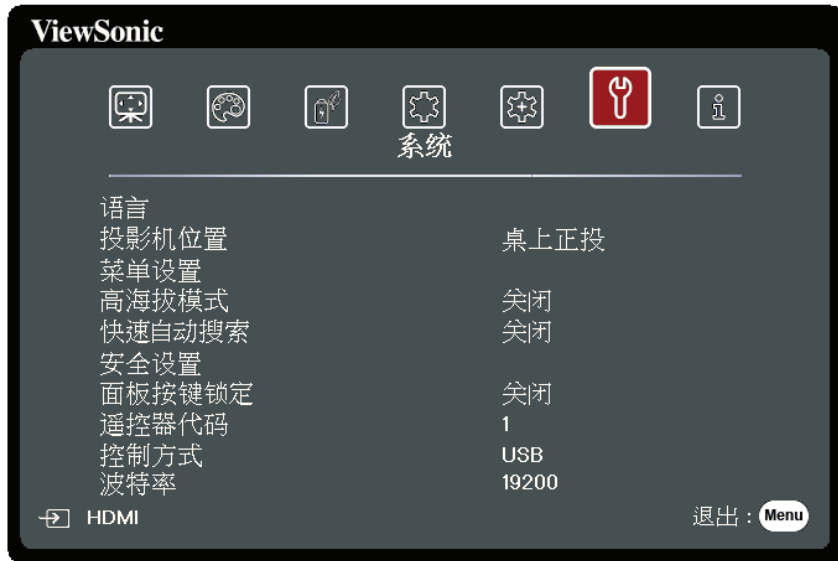 ViewSonic
系统
语言
投影机位置 桌上正投
菜单设置
高海拔模式 关闭
快速自动搜索 关闭
安全设置
面板按键锁定 关闭
遥控器代码 1
控制方式 USB
波特率 19200
HDMI 退出：Menu